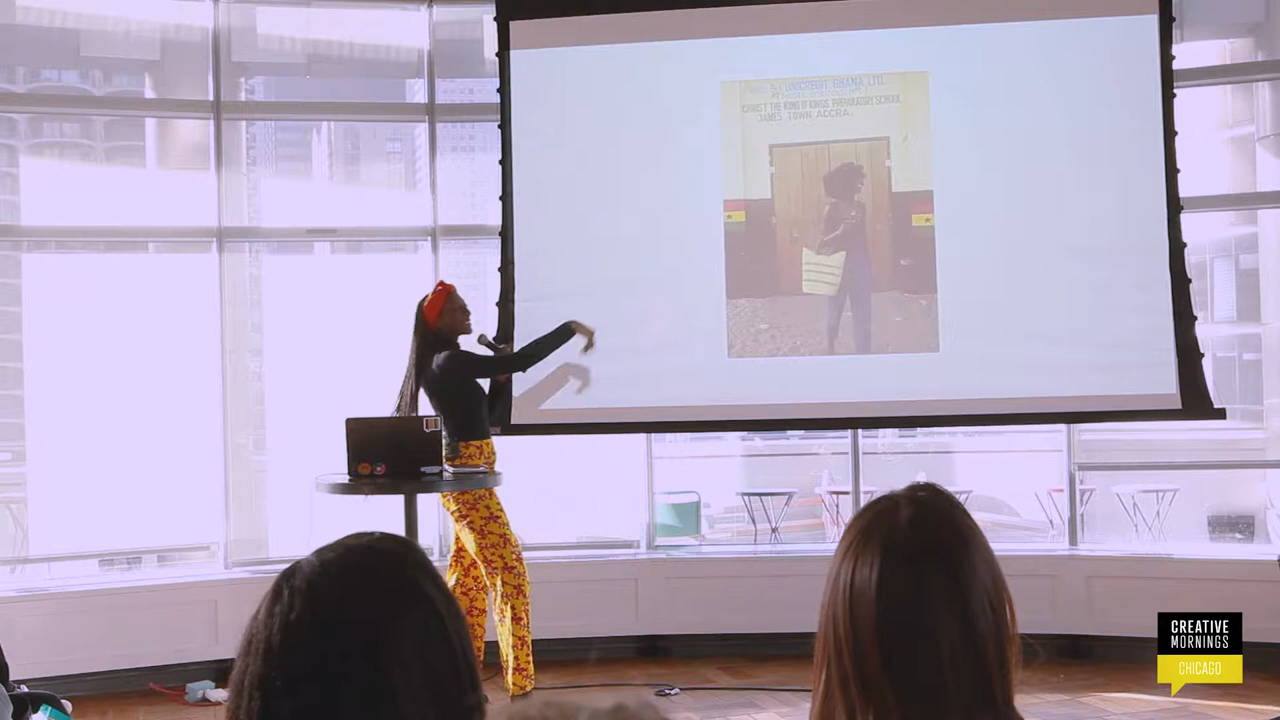 UNICREDIT GHANA LTD.
CHRIST THE KING OF KINGS PREPARATORY SCHOOL
JAMES TOWN ACCRA.
CREATIVE
MORNINGS
CHICAGO